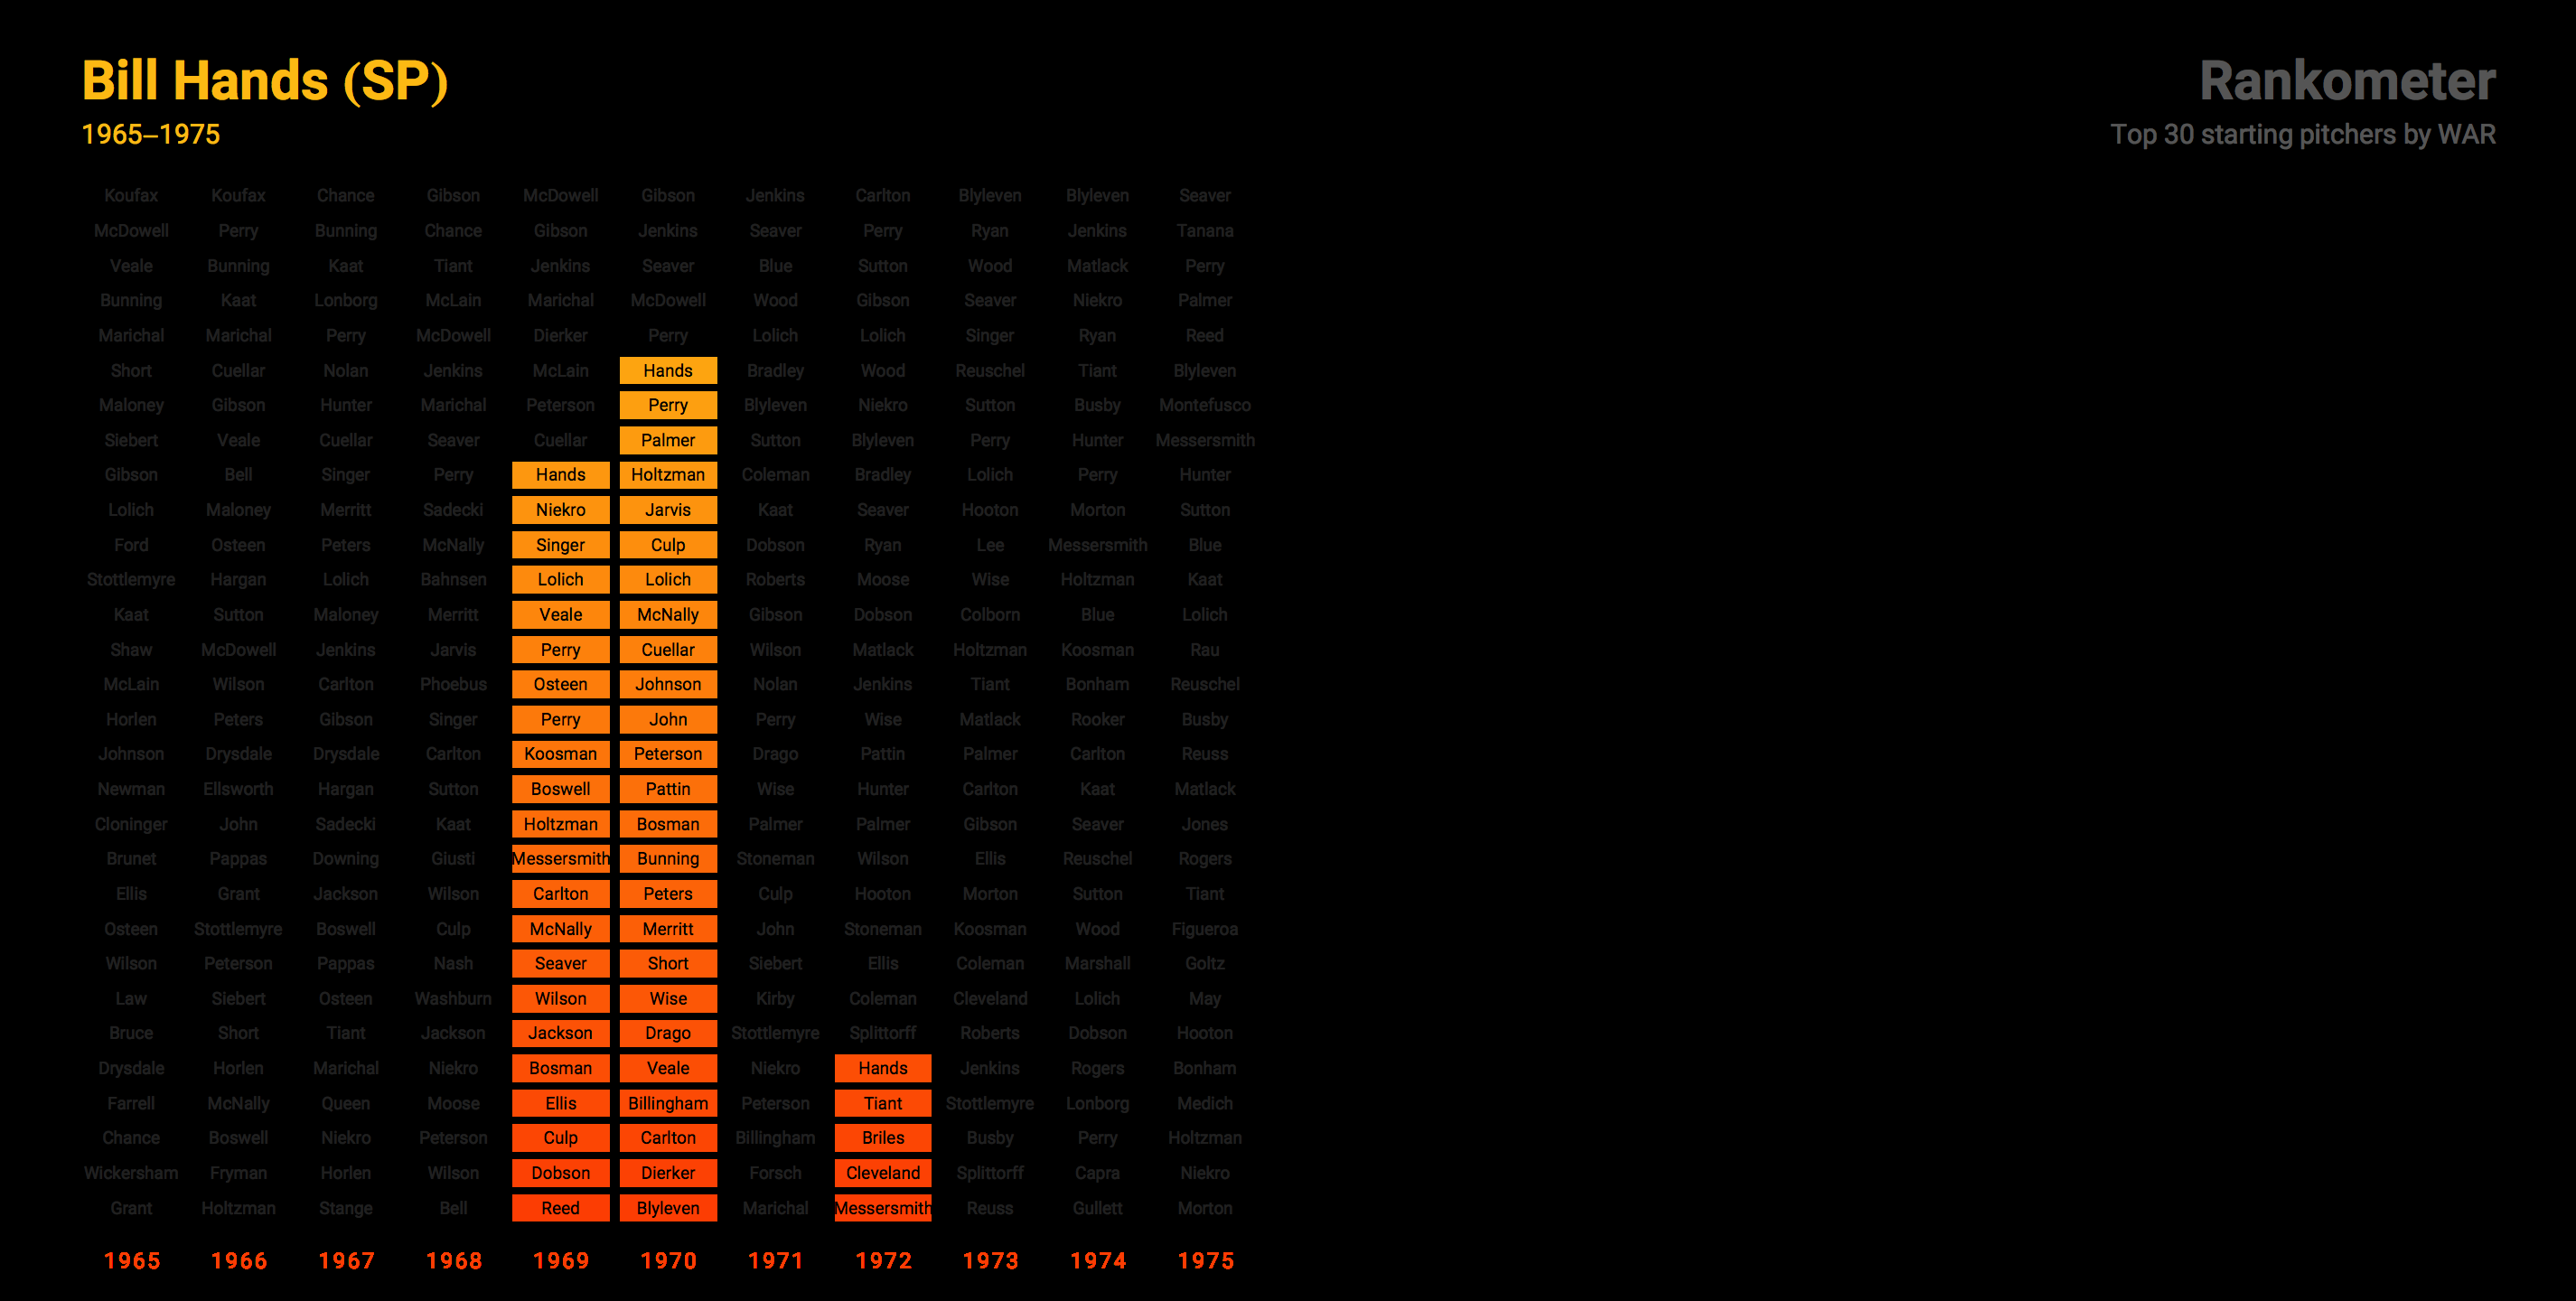 Bill Hands (SP)
1965–1975
Rankometer
Top 30 starting pitchers by WAR
Koufax Koufax Chance Gibson McDowell Gibson Jenkins Carlton Blyleven Blyleven Seaver
McDowell Perry Bunning Chance Gibson Jenkins Seaver Perry Ryan Jenkins Tanana
Veale Bunning Kaat Tiant Jenkins Seaver Blue Sutton Wood Matlack Perry
Bunning Kaat Lonborg McLain Marichal McDowell Wood Gibson Seaver Niekro Palmer
Marichal Marichal Perry McDowell Dierker Perry Lolich Lolich Singer Ryan Reed
Short Cuellar Nolan Jenkins McLain Hands Bradley Wood Reuschel Tiant Blyleven
Maloney Gibson Hunter Marichal Peterson Perry Blyleven Niekro Sutton Busby Montefusco
Siebert Veale Cuellar Seaver Cuellar Palmer Sutton Blyleven Perry Hunter Messersmith
Gibson Bell Singer Perry Hands Holtzman Coleman Bradley Lolich Perry Hunter
Lolich Maloney Merritt Sadecki Niekro Jarvis Kaat Seaver Hooton Morton Sutton
Ford Osteen Peters McNally Singer Culp Dobson Ryan Lee Messersmith Blue
Stottlemyre Hargan Lolich Bahnsen Lolich Lolich Roberts Moose Wise Holtzman Kaat
Kaat Sutton Maloney Merritt Veale McNally Gibson Dobson Colborn Blue Lolich
Shaw McDowell Jenkins Jarvis Perry Cuellar Wilson Matlack Holtzman Koosman Rau
McLain Wilson Carlton Phoebus Osteen Johnson Nolan Jenkins Tiant Bonham Reuschel
Horlen Peters Gibson Singer Perry John Perry Wise Matlack Rooker Busby
Johnson Drysdale Drysdale Carlton Koosman Peterson Drago Pattin Palmer Carlton Reuss
Newman Ellsworth Hargan Sutton Boswell Pattin Wise Hunter Carlton Kaat Matlack
Cloninger John Sadecki Kaat Holtzman Bosman Palmer Palmer Gibson Seaver Jones
Brunet Pappas Downing Giusti Messersmith Bunning Stoneman Wilson Ellis Reuschel Rogers
Ellis Grant Jackson Wilson Carlton Peters Culp Hooton Morton Sutton Tiant
Osteen Stottlemyre Boswell Culp McNally Merritt John Stoneman Koosman Wood Figueroa
Wilson Peterson Pappas Nash Seaver Short Siebert Ellis Coleman Marshall Goltz
Law Siebert Osteen Washburn Wilson Wise Kirby Coleman Cleveland Lolich May
Bruce Short Tiant Jackson Jackson Drago Stottlemyre Splittorff Roberts Dobson Hooton
Drysdale Horlen Marichal Niekro Bosman Veale Niekro Hands Jenkins Rogers Bonham
Farrell McNally Queen Moose Ellis Billingham Peterson Tiant Stottlemyre Lonborg Medich
Chance Boswell Niekro Peterson Culp Carlton Billingham Briles Busby Perry Holtzman
Wickersham Fryman Horlen Wilson Dobson Dierker Forsch Cleveland Splittorff Capra Niekro
Grant Holtzman Stange Bell Reed Blyleven Marichal Messersmith Reuss Gullett Morton
1965 1966 1967 1968 1969 1970 1971 1972 1973 1974 1975